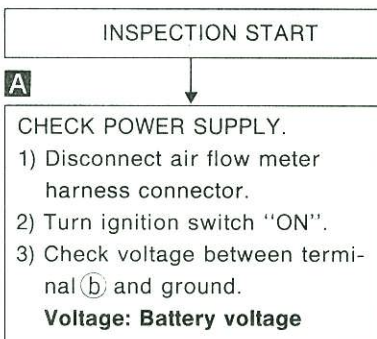 INSPECTION START
A
CHECK POWER SUPPLY.
1) Disconnect air flow meter
harness connector.
2) Turn ignition switch "ON".
3) Check voltage between termi-
nal ⓑ and ground.
Voltage: Battery voltage